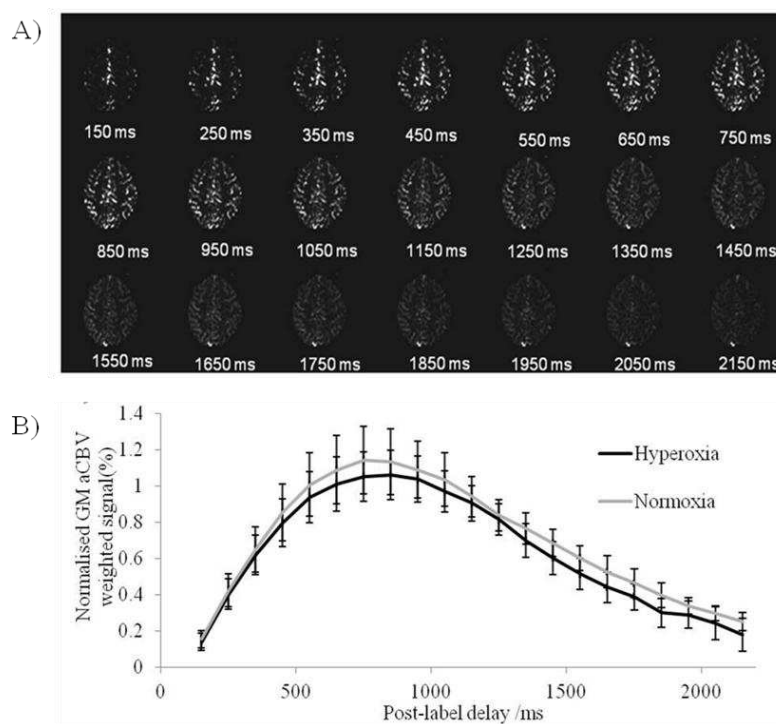 A)
150 ms 250 ms 350 ms 450 ms 550 ms 650 ms 750 ms
850 ms 950 ms 1050 ms 1150 ms 1250 ms 1350 ms 1450 ms
1550 ms 1650 ms 1750 ms 1850 ms 1950 ms 2050 ms 2150 ms
B)
Normalised GM aCBV
weighted signal(%)
1.4
1.2
1
0.8
0.6
0.4
0.2
0
Hyperoxia
Normoxia
0 500 1000 1500 2000
Post-label delay /ms